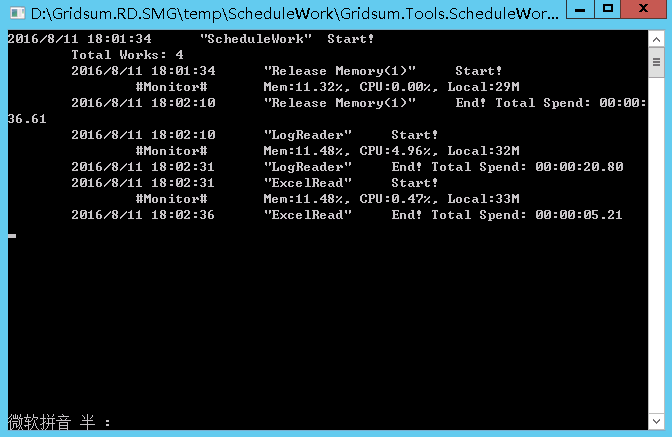 D:\Gridsum.RD.SMG\temp\ScheduleWork\Gridsum.Tools.ScheduleWor...
2016/8/11 18:01:34 "ScheduleWork" Start!
Total Works: 4
2016/8/11 18:01:34 "Release Memory(1)" Start!
#Monitor# Mem:11.32%, CPU:0.00%, Local:29M
2016/8/11 18:02:10 "Release Memory(1)" End! Total Spend: 00:00:
36.61
2016/8/11 18:02:10 "LogReader" Start!
#Monitor# Mem:11.48%, CPU:4.96%, Local:32M
2016/8/11 18:02:31 "LogReader" End! Total Spend: 00:00:20.80
2016/8/11 18:02:31 "ExcelRead" Start!
#Monitor# Mem:11.48%, CPU:0.47%, Local:33M
2016/8/11 18:02:36 "ExcelRead" End! Total Spend: 00:00:05.21
微软拼音 半 :